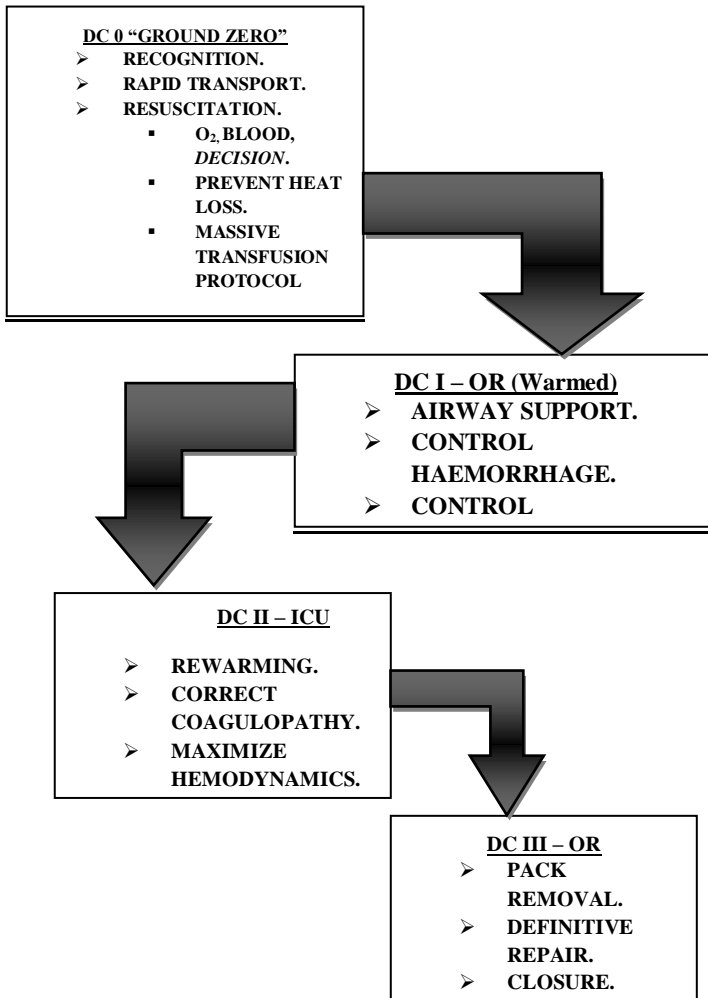 DC 0 “GROUND ZERO”
➢ RECOGNITION.
➢ RAPID TRANSPORT.
➢ RESUSCITATION.
▪ O₂, BLOOD,
DECISION.
▪ PREVENT HEAT
LOSS.
▪ MASSIVE
TRANSFUSION
PROTOCOL
DC I – OR (Warmed)
➢ AIRWAY SUPPORT.
➢ CONTROL
HAEMORRHAGE.
➢ CONTROL
DC II – ICU
➢ REWARMING.
➢ CORRECT
COAGULOPATHY.
➢ MAXIMIZE
HEMODYNAMICS.
DC III – OR
➢ PACK
REMOVAL.
➢ DEFINITIVE
REPAIR.
➢ CLOSURE.